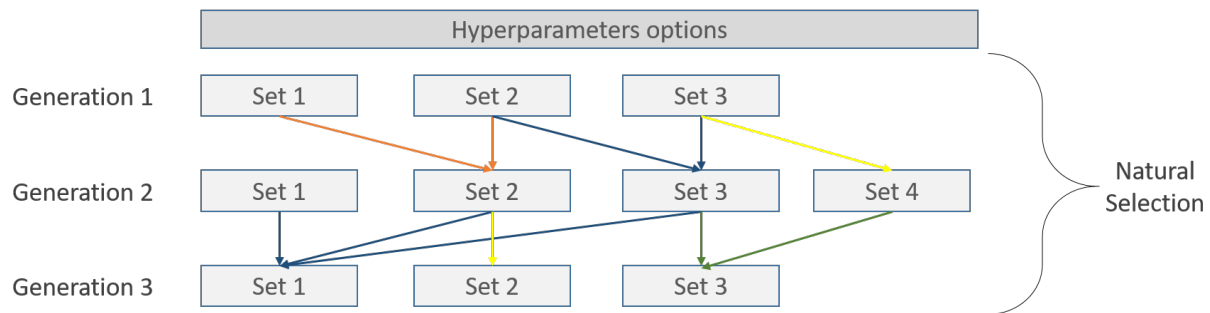 Hyperparameters options
Generation 1
Set 1
Set 2
Set 3
Generation 2
Set 1
Set 2
Set 3
Set 4
Natural
Selection
Generation 3
Set 1
Set 2
Set 3